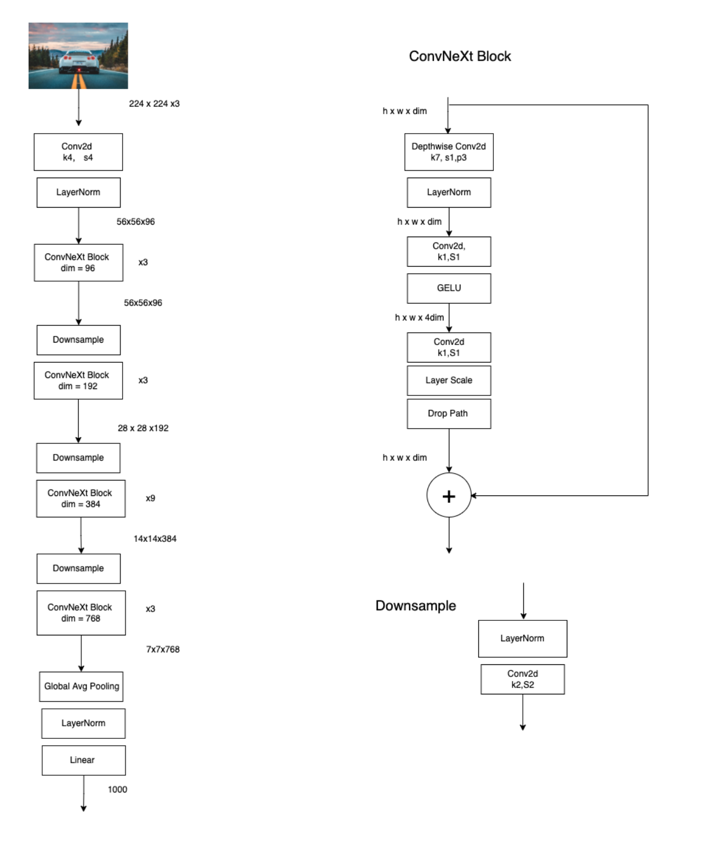 224 x 224 x3
Conv2d
k4, s4
LayerNorm
56x56x96
ConvNeXt Block
dim = 96
x3
56x56x96
Downsample
ConvNeXt Block
dim = 192
x3
28 x 28 x192
Downsample
ConvNeXt Block
dim = 384
x9
14x14x384
Downsample
ConvNeXt Block
dim = 768
x3
7x7x768
Global Avg Pooling
LayerNorm
Linear
1000
ConvNeXt Block
h x w x dim
Depthwise Conv2d
k7, s1,p3
LayerNorm
h x w x dim
Conv2d,
k1,S1
GELU
h x w x 4dim
Conv2d
k1,S1
Layer Scale
Drop Path
h x w x dim
+
Downsample
LayerNorm
Conv2d
k2,S2